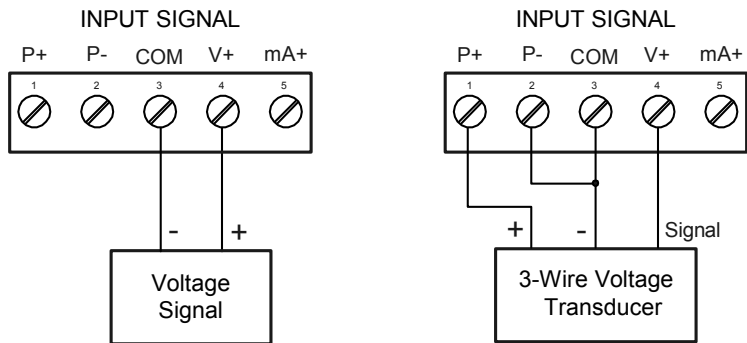 INPUT SIGNAL
P+ P- COM V+ mA+
1 2 3 4 5
- +
Voltage
Signal
INPUT SIGNAL
P+ P- COM V+ mA+
1 2 3 4 5
+ - Signal
3-Wire Voltage
Transducer